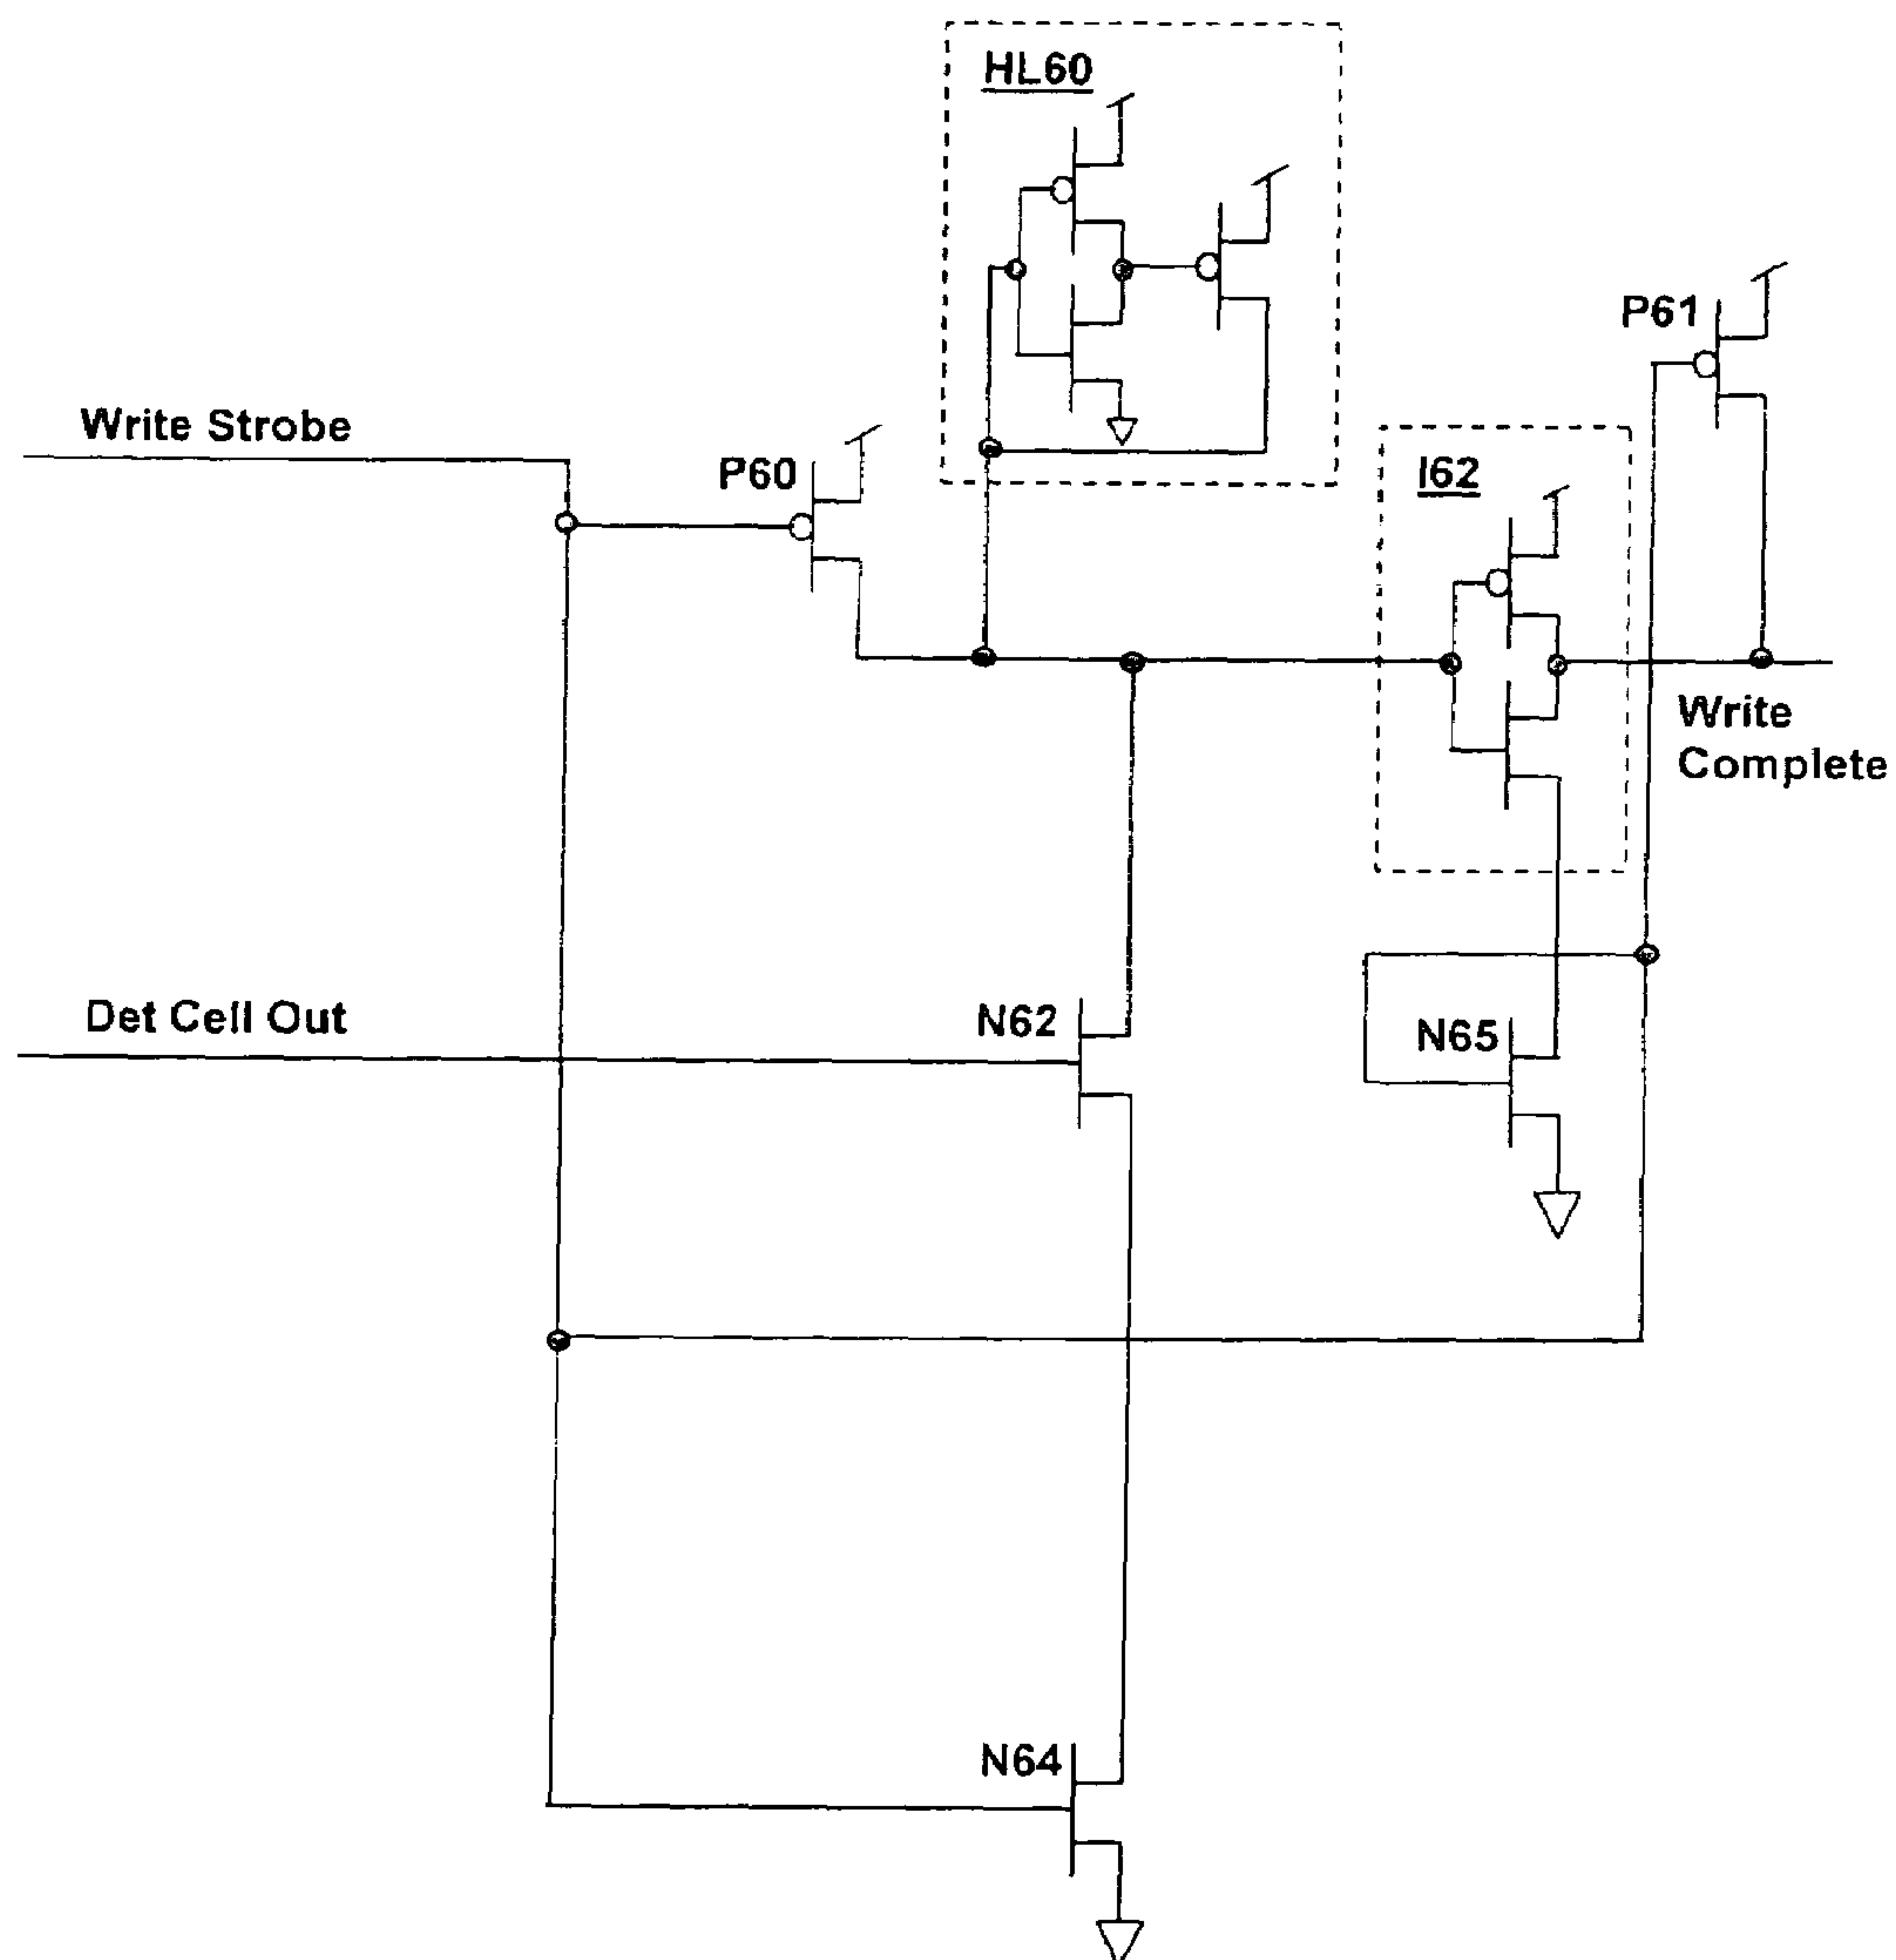 HL60
P61
Write Strobe
P60
I62
Write
Complete
Det Cell Out
N62
N65
N64